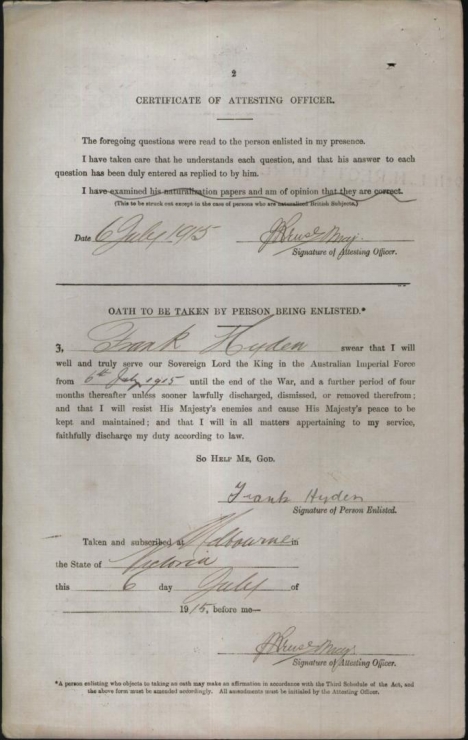 2
CERTIFICATE OF ATTESTING OFFICER.
The foregoing questions were read to the person enlisted in my presence.
I have taken care that he understands each question, and that his answer to each
question has been duly entered as replied to by him.
I have examined his naturalization papers and am of opinion that they are correct.
(This to be struck out except in the case of persons who are naturalized British Subjects.)
Date 6 July 1915
Signature of Attesting Officer.
OATH TO BE TAKEN BY PERSON BEING ENLISTED.*
3, Frank Hyden swear that I will
well and truly serve our Sovereign Lord the King in the Australian Imperial Force
from 6th July 1915 until the end of the War, and a further period of four
months thereafter unless sooner lawfully discharged, dismissed, or removed therefrom;
and that I will resist His Majesty's enemies and cause His Majesty's peace to be
kept and maintained; and that I will in all matters appertaining to my service,
faithfully discharge my duty according to law.
SO HELP ME, GOD.
Frank Hyden
Signature of Person Enlisted.
Taken and subscribed at Melbourne in
the State of Victoria
this 6 day July of
1915, before me—
Signature of Attesting Officer.
*A person enlisting who objects to taking an oath may make an affirmation in accordance with the Third Schedule of the Act, and
the above form must be amended accordingly. All amendments must be initialed by the Attesting Officer.